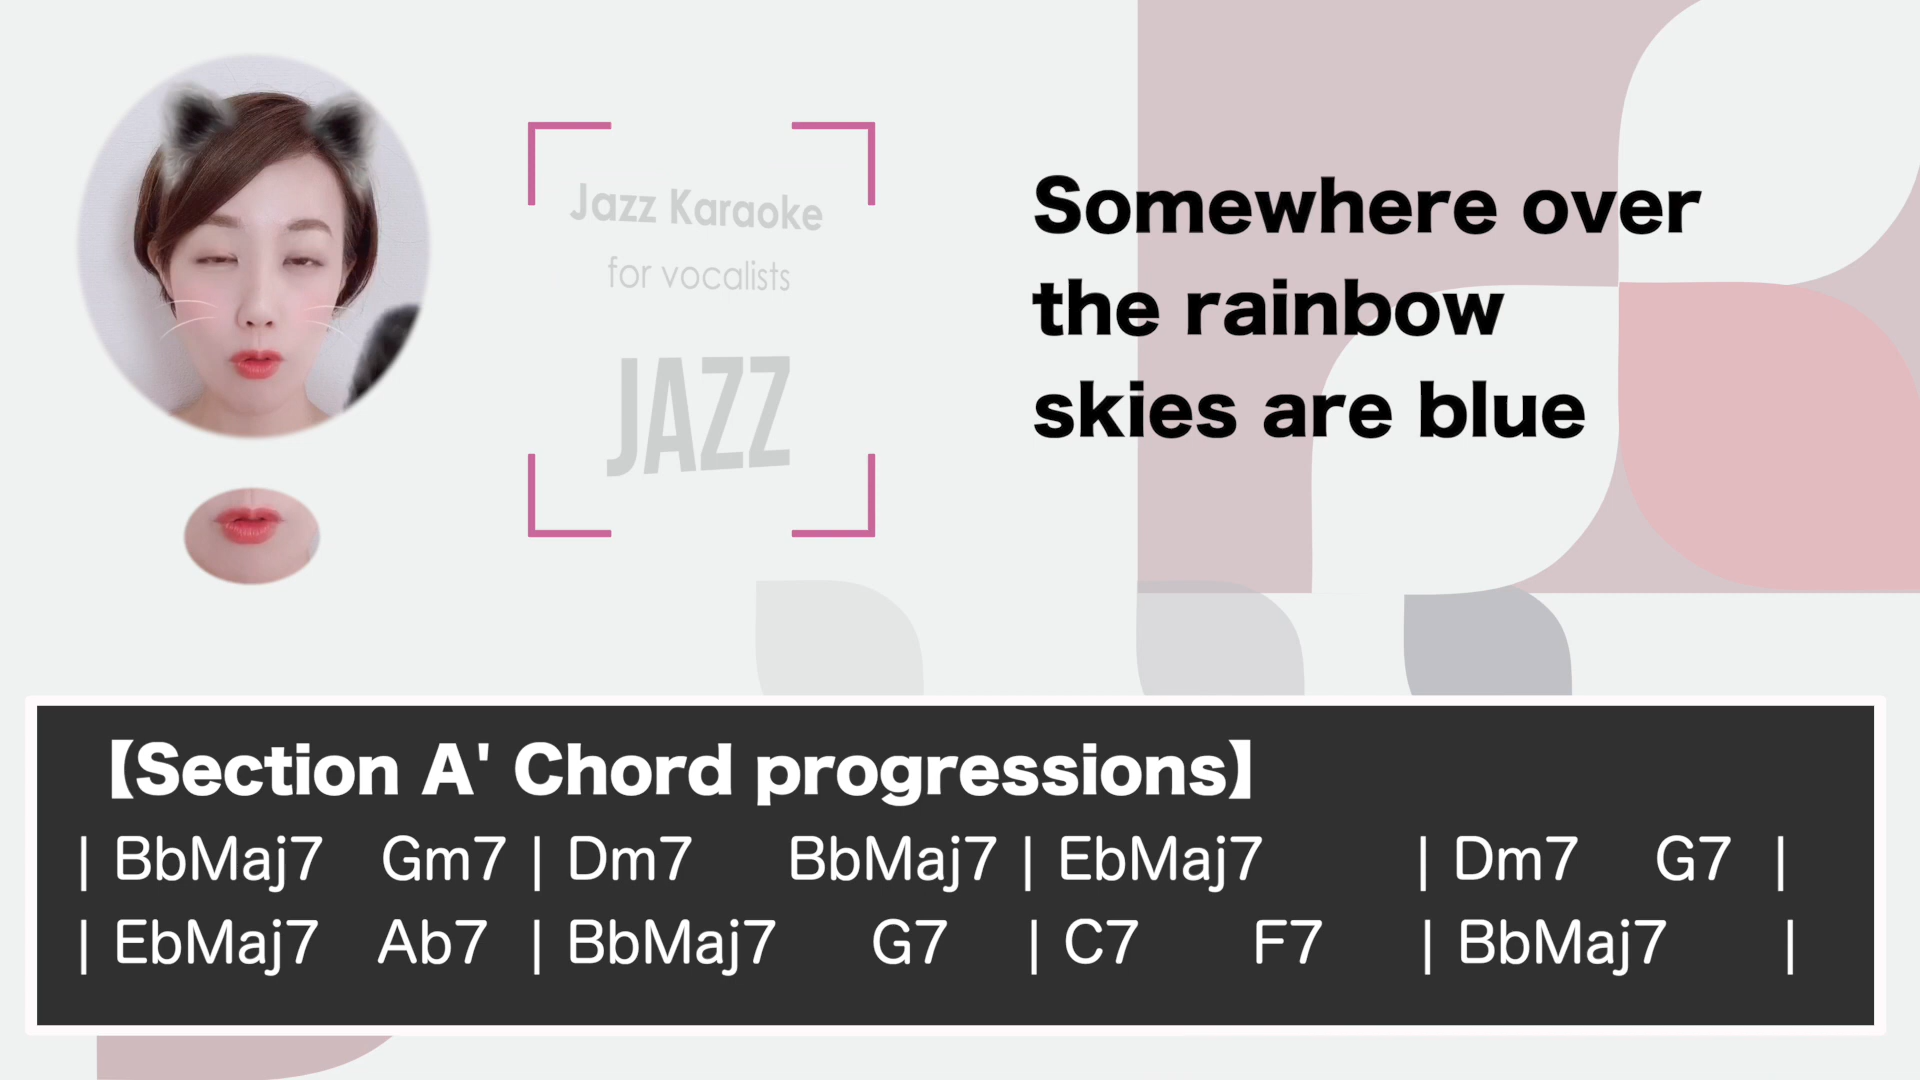 Jazz Karaoke
for vocalists
JAZZ
Somewhere over
the rainbow
skies are blue
【Section A' Chord progressions】
| BbMaj7 Gm7 | Dm7 BbMaj7 | EbMaj7 | Dm7 G7 |
| EbMaj7 Ab7 | BbMaj7 G7 | C7 F7 | BbMaj7 |